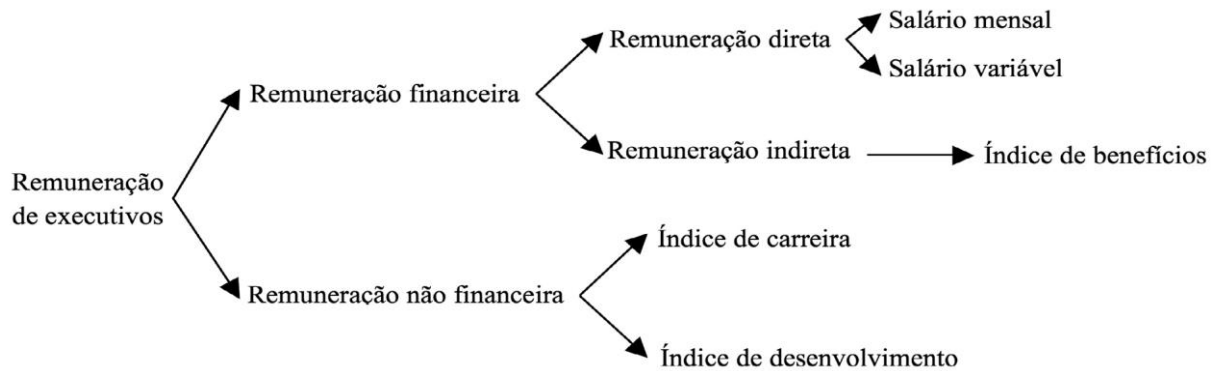 Salário mensal
Remuneração direta
Salário variável
Remuneração financeira
Remuneração indireta
Índice de benefícios
Remuneração
de executivos
Índice de carreira
Remuneração não financeira
Índice de desenvolvimento